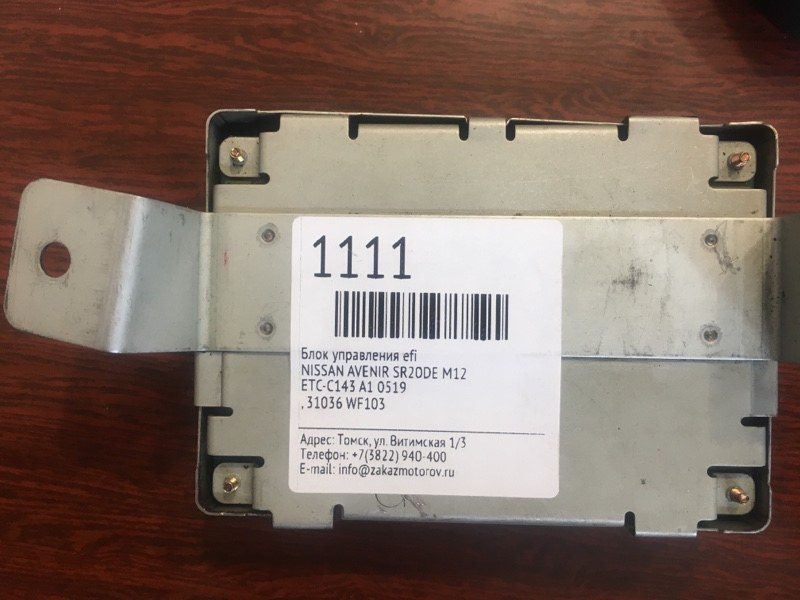 1111
Блок управления efi
NISSAN AVENIR SR20DE M12
ETC-C143 A1 0519
, 31036 WF103
Адрес: Томск, ул. Витимская 1/3
Телефон: +7(3822) 940-400
E-mail: info@zakazmotorov.ru